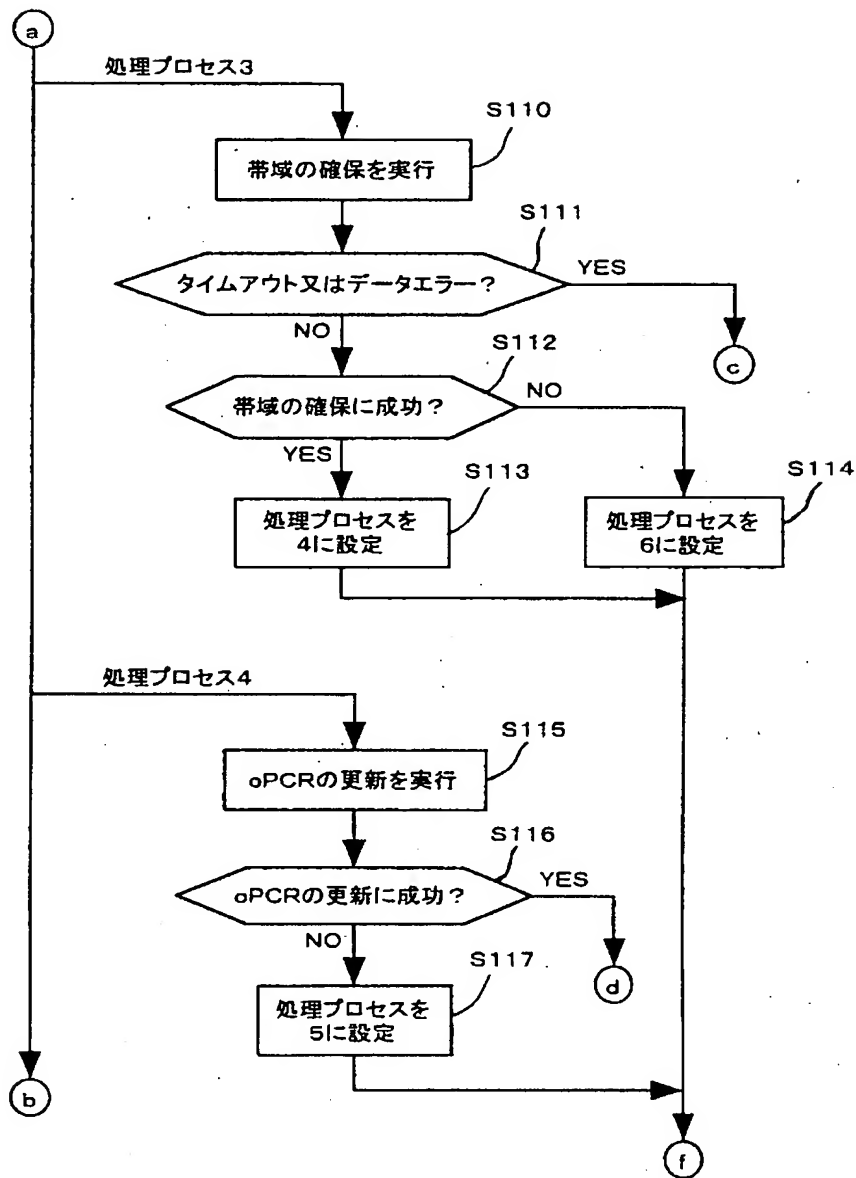 a
処理プロセス3
S110
帯域の確保を実行
S111
タイムアウト又はデータエラー?
YES
NO
c
S112
帯域の確保に成功?
NO
YES
S113
S114
処理プロセスを
4に設定
処理プロセスを
6に設定
処理プロセス4
S115
oPCRの更新を実行
S116
oPCRの更新に成功?
YES
NO
d
S117
処理プロセスを
5に設定
b
f